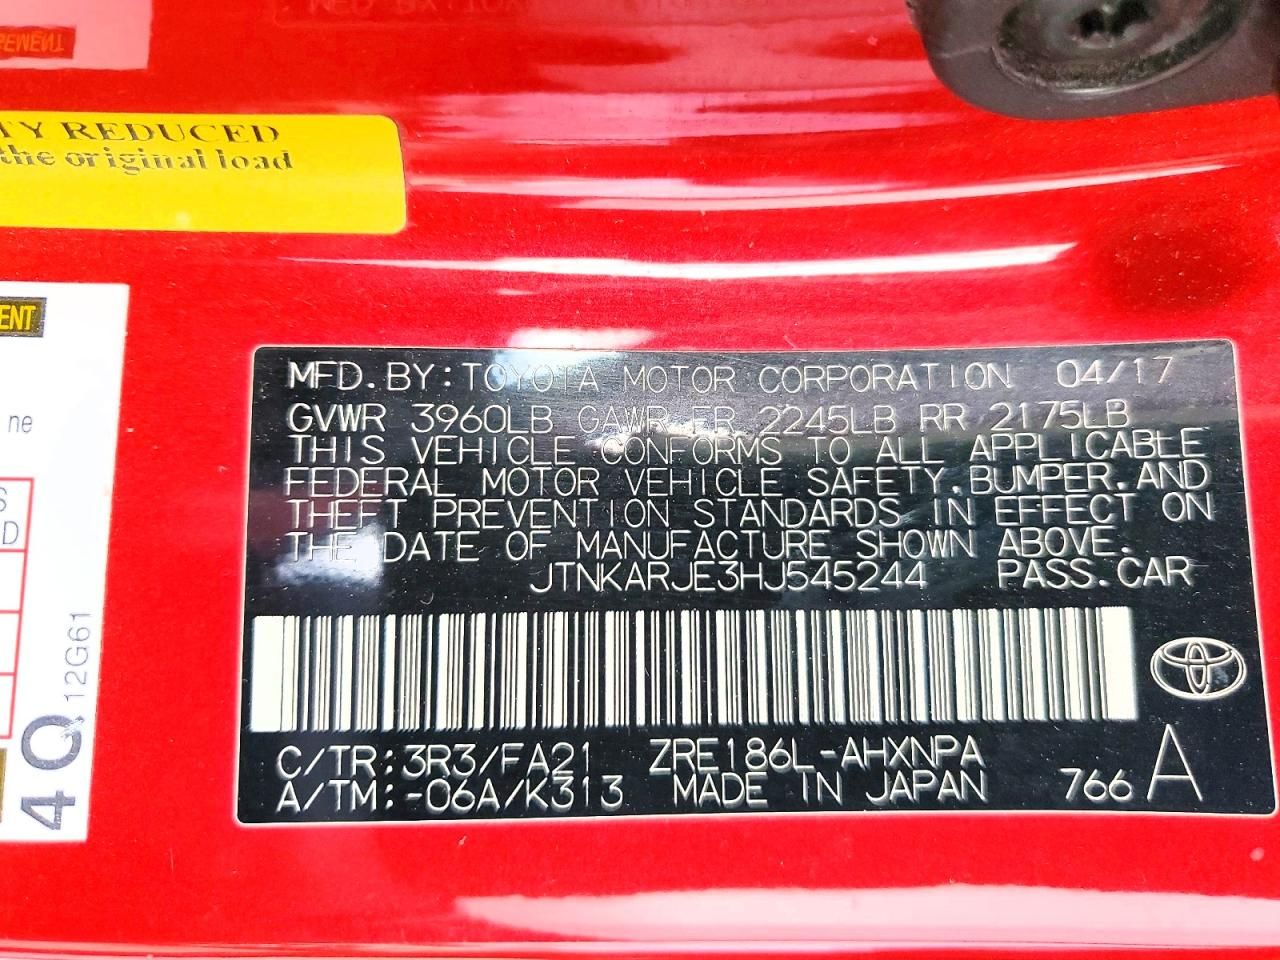 TY REDUCED
the original load
ENT
ne
S
D
12G61
4Q
MFD.BY:TOYOTA MOTOR CORPORATION 04/17
GVWR 3960LB GAWR FR 2245LB RR 2175LB
THIS VEHICLE CONFORMS TO ALL APPLICABLE
FEDERAL MOTOR VEHICLE SAFETY,BUMPER,AND
THEFT PREVENTION STANDARDS IN EFFECT ON
THE DATE OF MANUFACTURE SHOWN ABOVE.
JTNKARJE3HJ545244 PASS.CAR
C/TR:3R3/FA21 ZRE186L-AHXNPA
A/TM:-06A/K313 MADE IN JAPAN 766 A